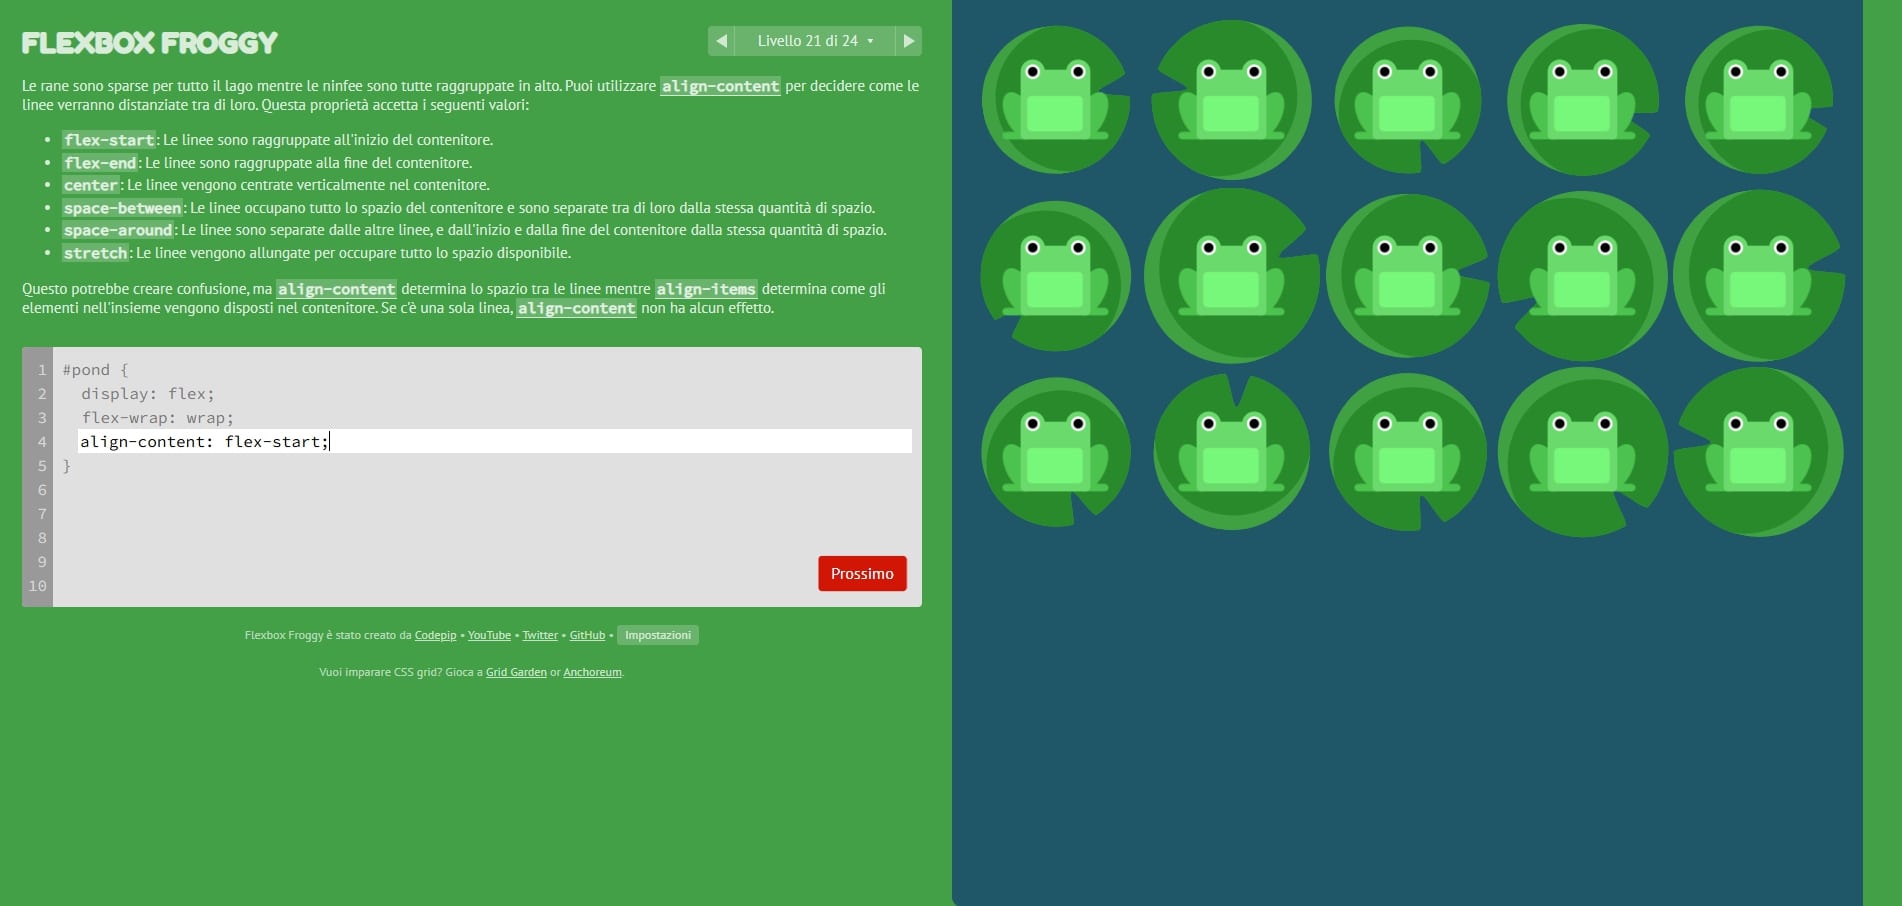 FLEXBOX FROGGY
◀ Livello 21 di 24 ▾ ▶
Le rane sono sparse per tutto il lago mentre le ninfee sono tutte raggruppate in alto. Puoi utilizzare align-content per decidere come le
linee verranno distanziate tra di loro. Questa proprietà accetta i seguenti valori:
• flex-start: Le linee sono raggruppate all'inizio del contenitore.
• flex-end: Le linee sono raggruppate alla fine del contenitore.
• center: Le linee vengono centrate verticalmente nel contenitore.
• space-between: Le linee occupano tutto lo spazio del contenitore e sono separate tra di loro dalla stessa quantità di spazio.
• space-around: Le linee sono separate dalle altre linee, e dall'inizio e dalla fine del contenitore dalla stessa quantità di spazio.
• stretch: Le linee vengono allungate per occupare tutto lo spazio disponibile.
Questo potrebbe creare confusione, ma align-content determina lo spazio tra le linee mentre align-items determina come gli
elementi nell'insieme vengono disposti nel contenitore. Se c'è una sola linea, align-content non ha alcun effetto.
1 #pond {
2 display: flex;
3 flex-wrap: wrap;
4 align-content: flex-start;
5 }
6
7
8
9
10
Prossimo
Flexbox Froggy è stato creato da Codepip • YouTube • Twitter • GitHub • Impostazioni
Vuoi imparare CSS grid? Gioca a Grid Garden or Anchoreum.